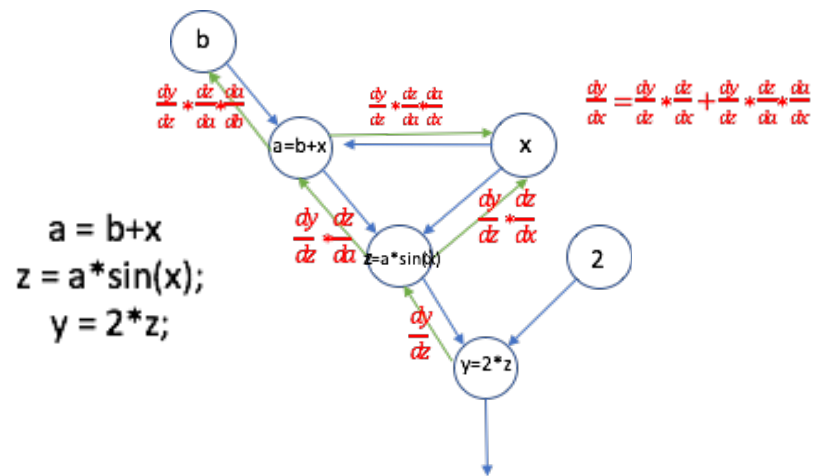 b
dy/dz * dz/da * da/db
dy/dz * dz/da * da/dx
dy/dx = dy/dz * dz/dx + dy/dz * dz/da * da/dx
a=b+x
x
dy/dz * dz/da
dy/dz * dz/dx
a = b+x
z = a*sin(x);
y = 2*z;
z=a*sin(x)
2
dy/dz
y=2*z